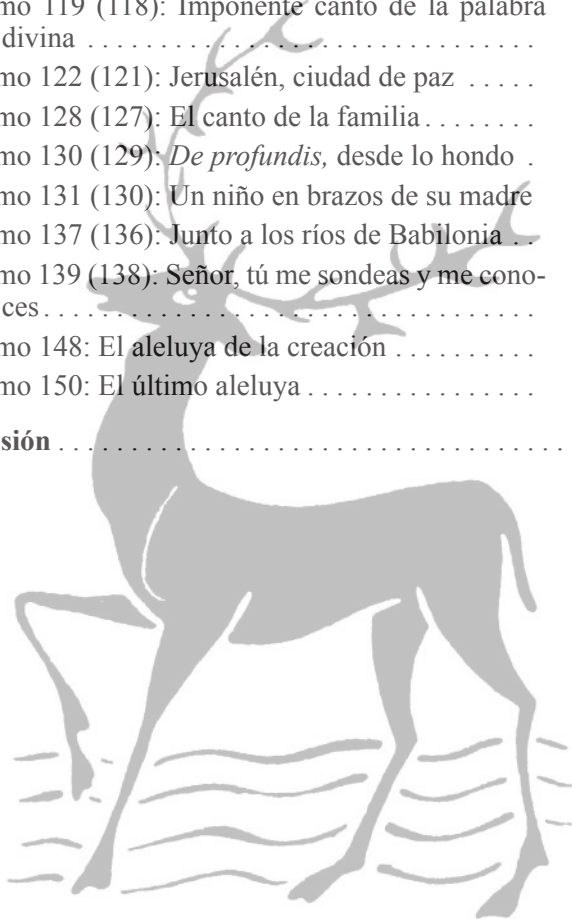 mo 119 (118): Imponente canto de la palabra
divina . . . . . . . . . . . . . . . . . . . . . . . . . . . . . . .
mo 122 (121): Jerusalén, ciudad de paz . . . . .
mo 128 (127): El canto de la familia . . . . . . . .
mo 130 (129): De profundis, desde lo hondo .
mo 131 (130): Un niño en brazos de su madre
mo 137 (136): Junto a los ríos de Babilonia . .
mo 139 (138): Señor, tú me sondeas y me cono-
ces . . . . . . . . . . . . . . . . . . . . . . . . . . . . . . . . . .
mo 148: El aleluya de la creación . . . . . . . . . .
mo 150: El último aleluya . . . . . . . . . . . . . . . .
sión . . . . . . . . . . . . . . . . . . . . . . . . . . . . . . . . . . .